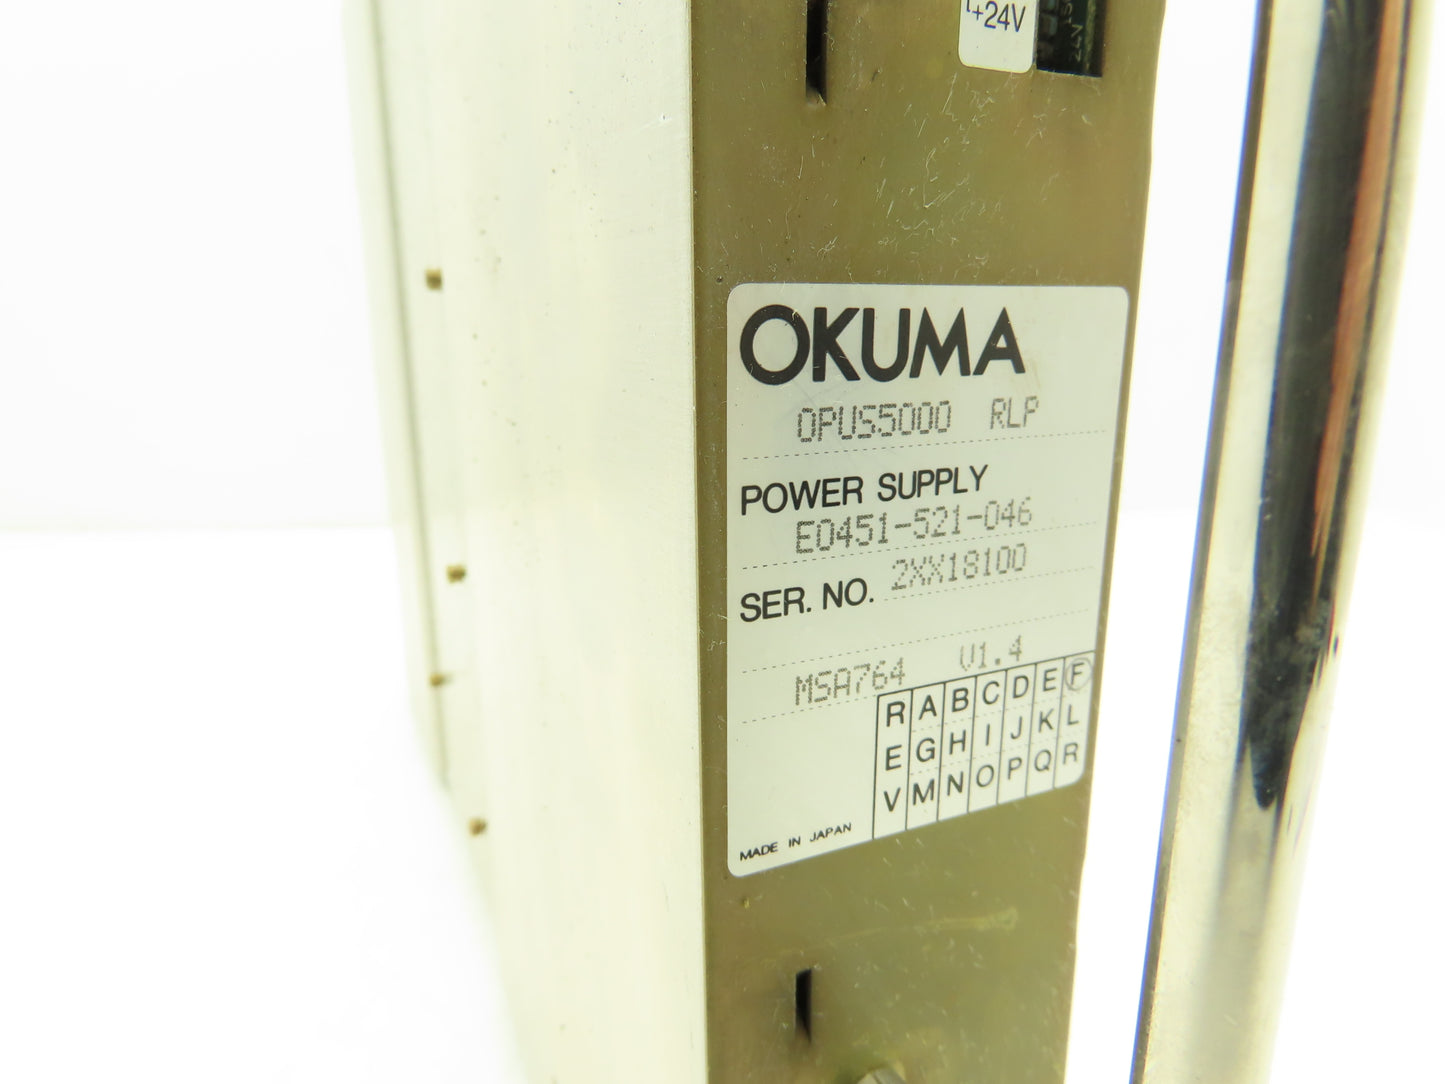 +24V
OKUMA
OPUS5000 RLP
POWER SUPPLY
E0451-521-046
SER. NO. 2XX18100
MSA764 V1.4
R A B C D E F
E G H I J K L
V M N O P Q R
MADE IN JAPAN